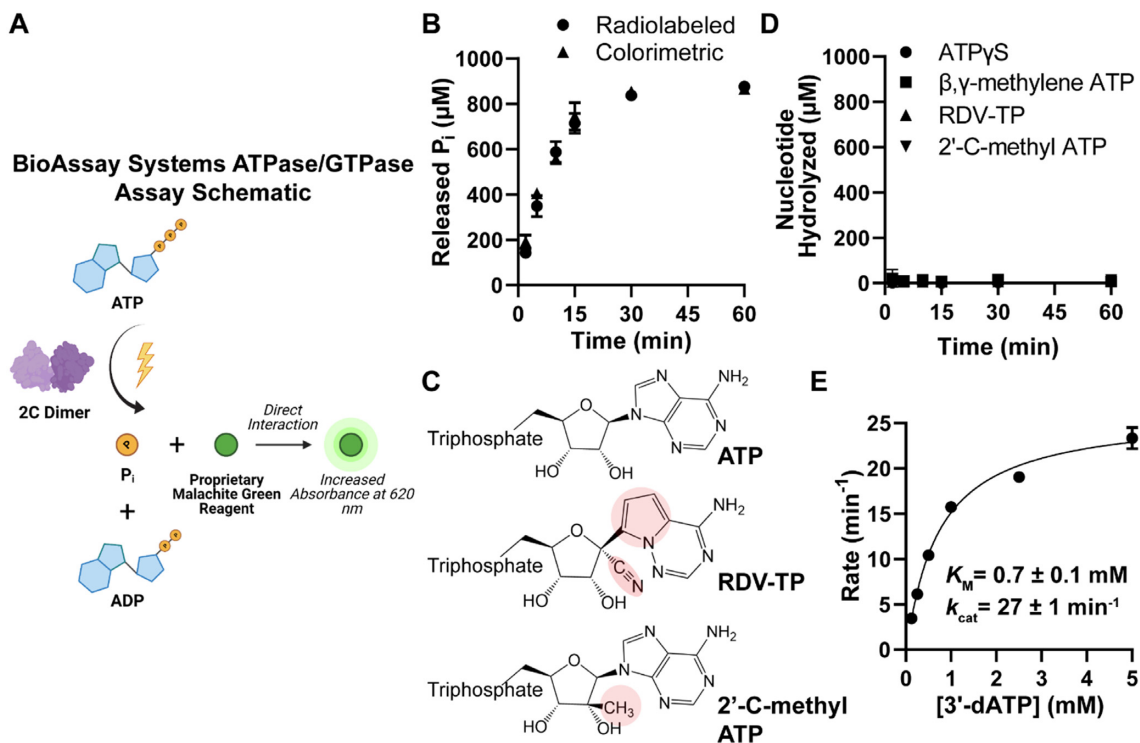 A
BioAssay Systems ATPase/GTPase
Assay Schematic
ATP
2C Dimer
Pi
+
Proprietary
Malachite Green
Reagent
Direct
Interaction
Increased
Absorbance at 620
nm
+
ADP
B
Radiolabeled
Colorimetric
Released Pi (μM)
1000
800
600
400
200
0
0 15 30 45 60
Time (min)
C
Triphosphate
O
N
N
N
N
NH2
HO
OH
ATP
Triphosphate
O
NH2
N
N
N
C
N
HO
OH
RDV-TP
Triphosphate
O
N
N
N
N
NH2
CH3
HO
OH
2'-C-methyl
ATP
D
ATPγS
β,γ-methylene ATP
RDV-TP
2'-C-methyl ATP
Nucleotide
Hydrolyzed (μM)
1000
800
600
400
200
0
0 15 30 45 60
Time (min)
E
Rate (min-1)
25
20
15
10
5
0
KM= 0.7 ± 0.1 mM
kcat= 27 ± 1 min-1
0 1 2 3 4 5
[3'-dATP] (mM)